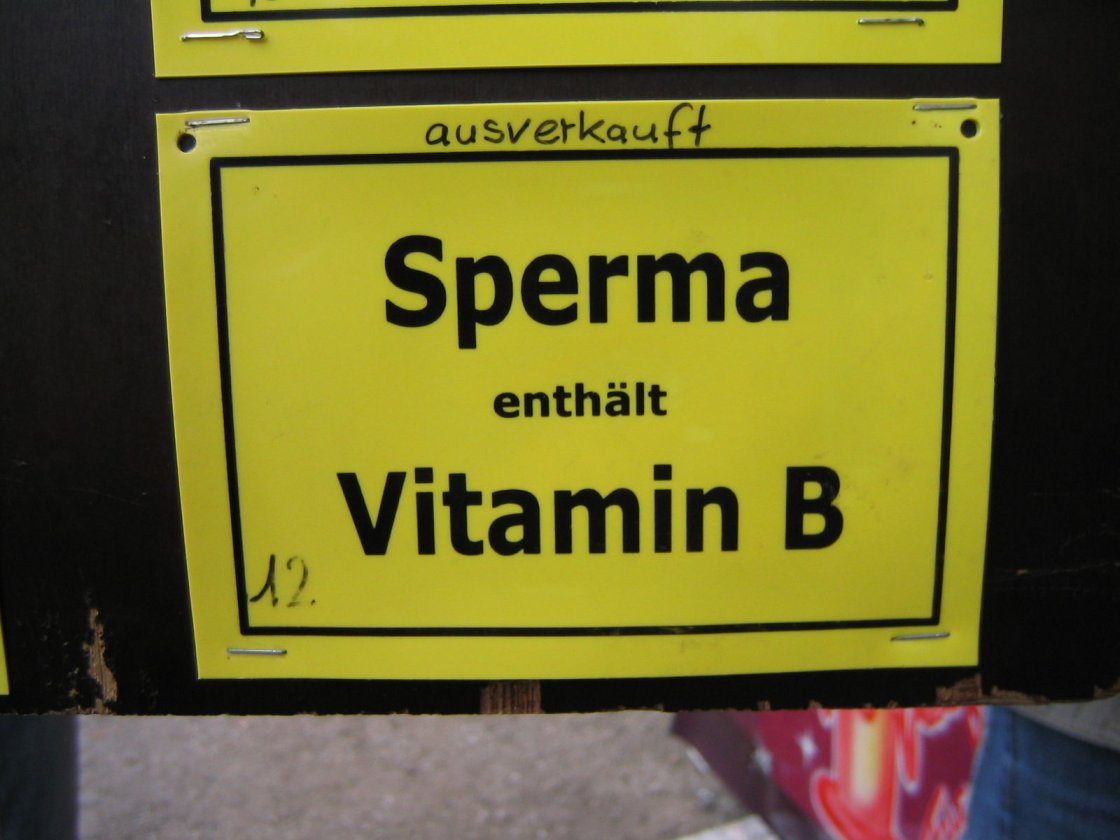 ausverkauft
Sperma
enthält
Vitamin B
12.